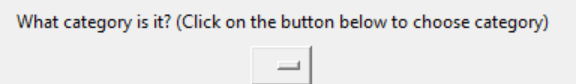 What category is it? (Click on the button below to choose category)